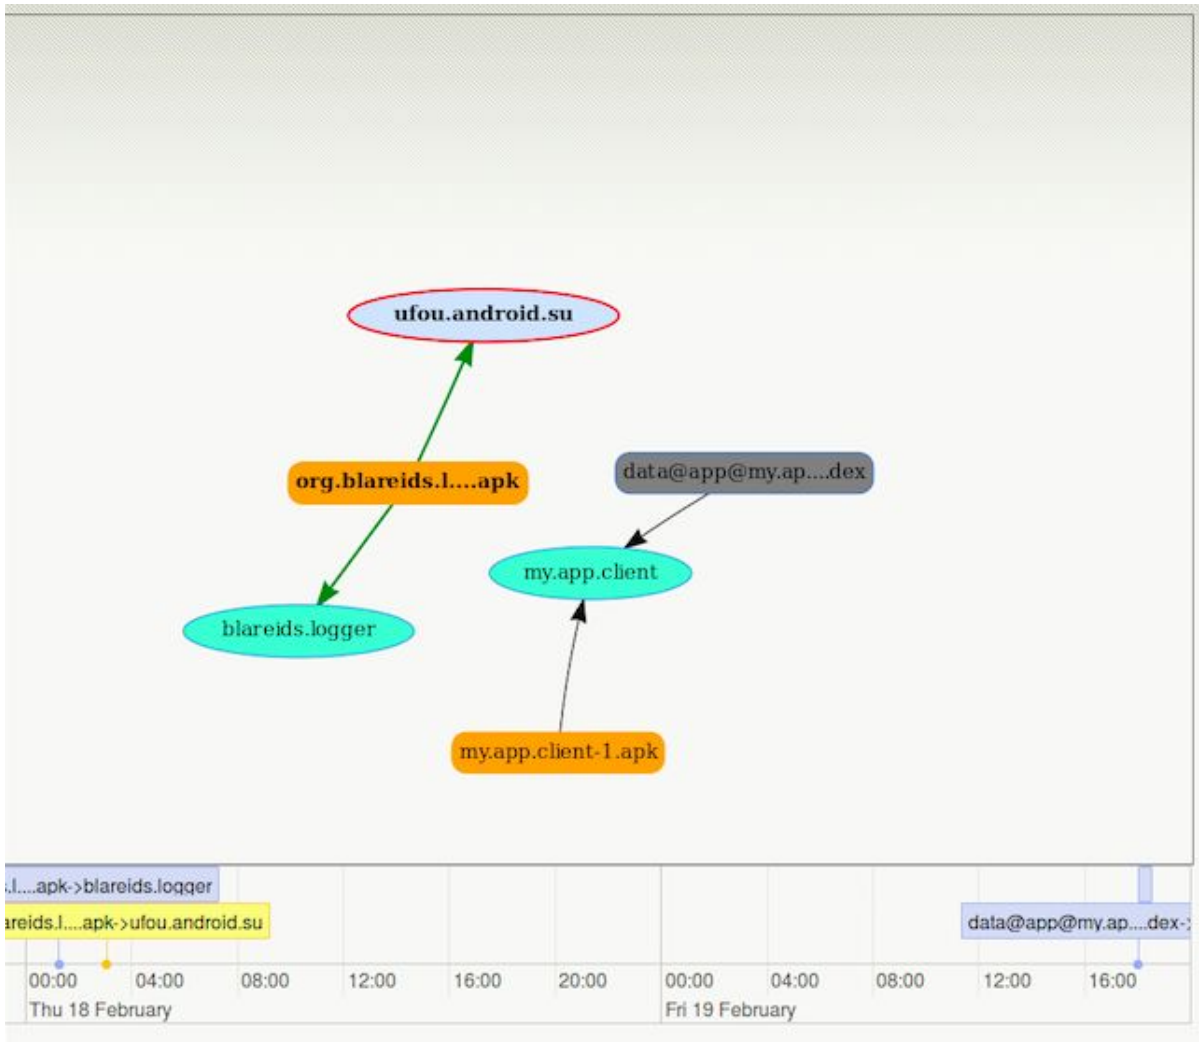 ufou.android.su
org.blareids.l....apk
data@app@my.ap....dex
my.app.client
blareids.logger
my.app.client-1.apk
.l....apk->blareids.logger
areids.l....apk->ufou.android.su
data@app@my.ap....dex->
00:00 04:00 08:00 12:00 16:00 20:00 00:00 04:00 08:00 12:00 16:00
Thu 18 February Fri 19 February